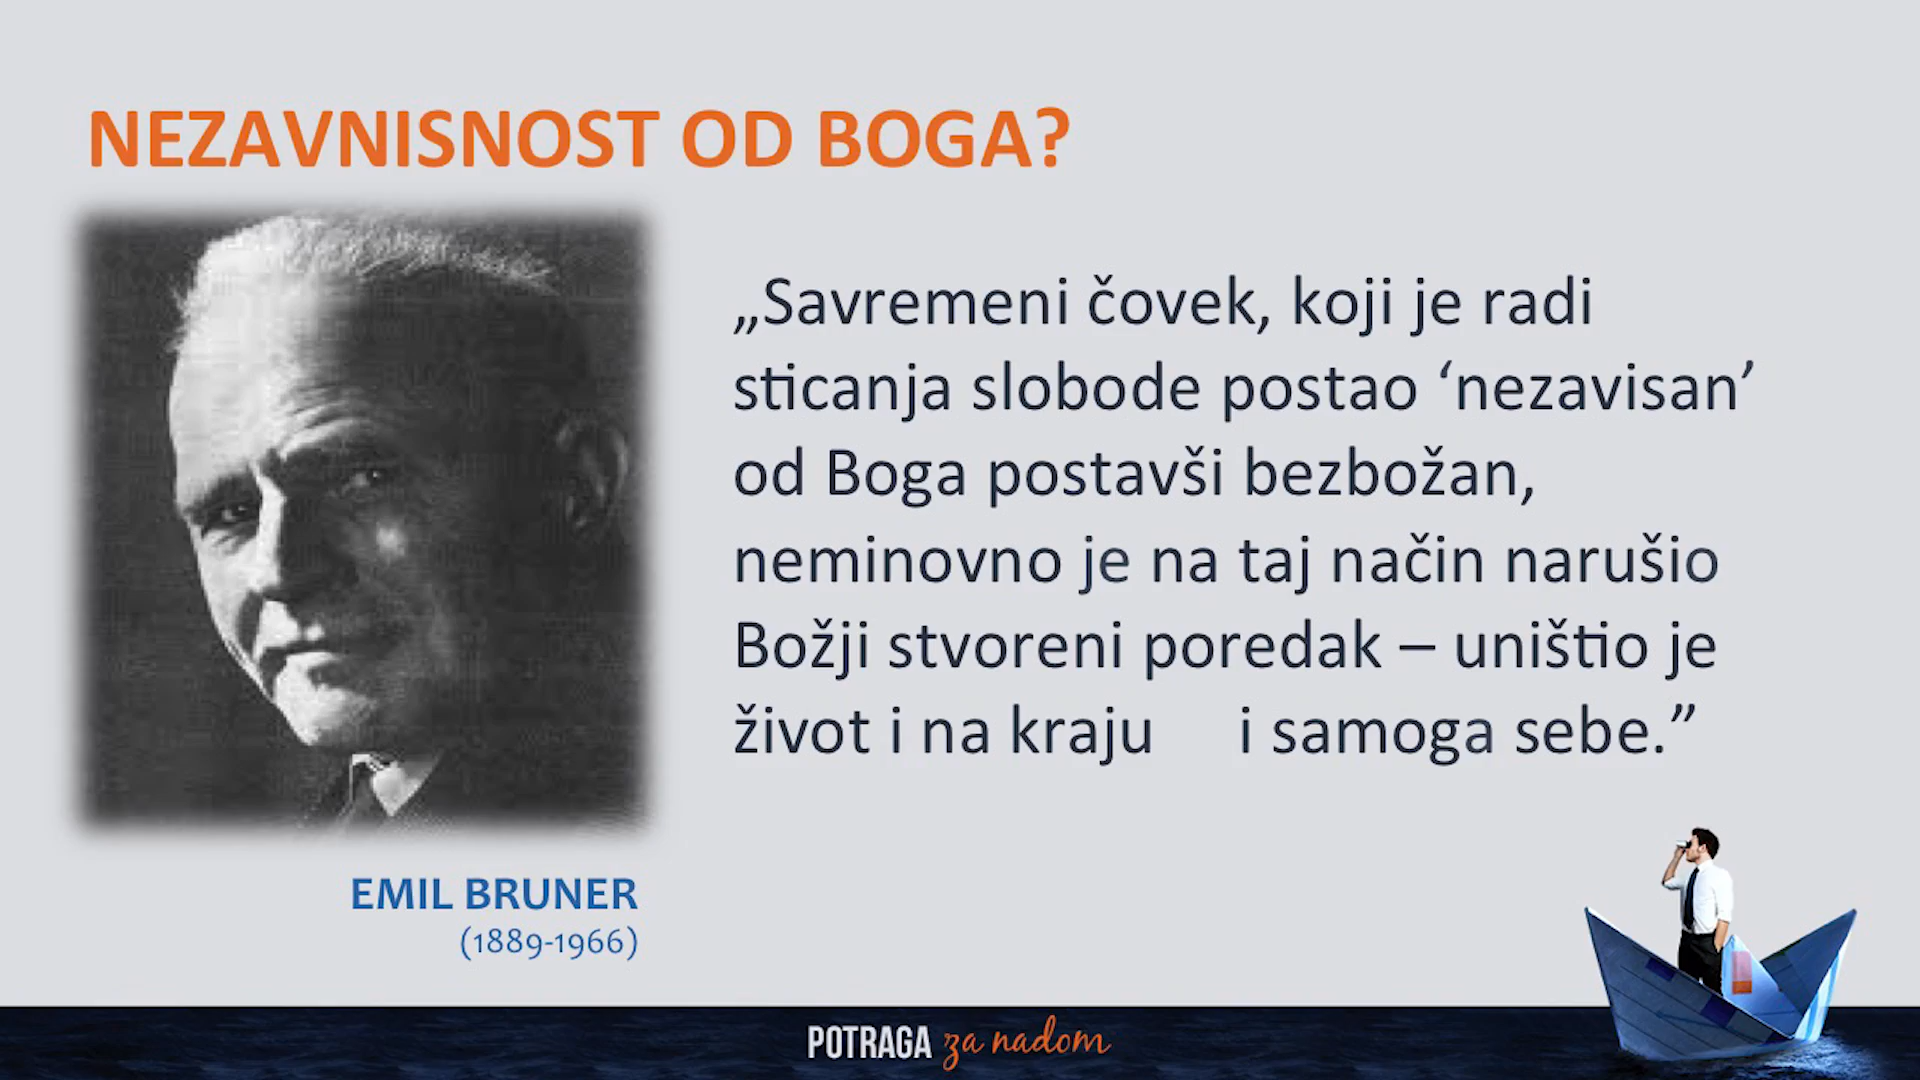 NEZAVNISNOST OD BOGA?
„Savremeni čovek, koji je radi
sticanja slobode postao ‘nezavisan’
od Boga postavši bezbožan,
neminovno je na taj način narušio
Božji stvoreni poredak – uništio je
život i na kraju i samoga sebe.”
EMIL BRUNER
(1889-1966)
POTRAGA za nadom